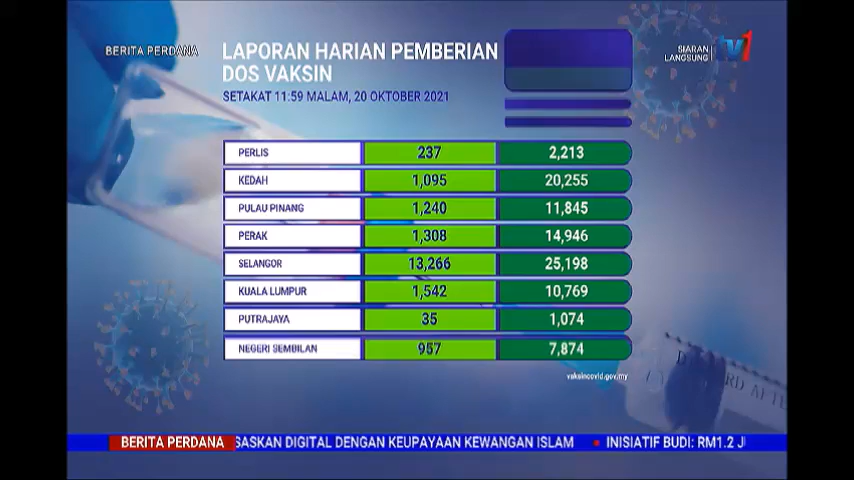 BERITA PERDANA
LAPORAN HARIAN PEMBERIAN
DOS VAKSIN
SETAKAT 11:59 MALAM, 20 OKTOBER 2021
SIARAN
LANGSUNG
tv1
PERLIS 237 2,213
KEDAH 1,095 20,255
PULAU PINANG 1,240 11,845
PERAK 1,308 14,946
SELANGOR 13,266 25,198
KUALA LUMPUR 1,542 10,769
PUTRAJAYA 35 1,074
NEGERI SEMBILAN 957 7,874
vaksincovid.gov.my
BERITA PERDANA SASKAN DIGITAL DENGAN KEUPAYAAN KEWANGAN ISLAM INISIATIF BUDI: RM1.2